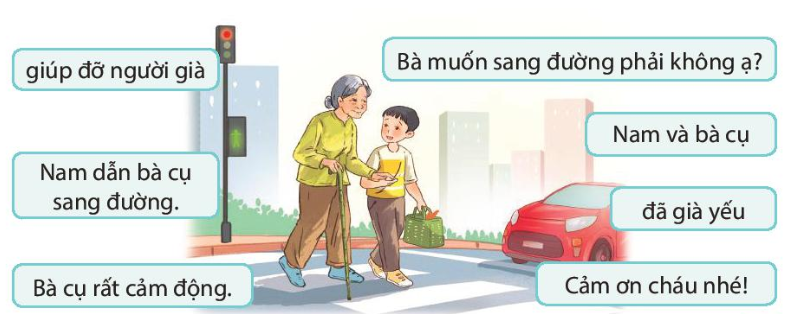 giúp đỡ người già
Bà muốn sang đường phải không ạ?
Nam và bà cụ
Nam dẫn bà cụ
sang đường.
đã già yếu
Bà cụ rất cảm động.
Cảm ơn cháu nhé!